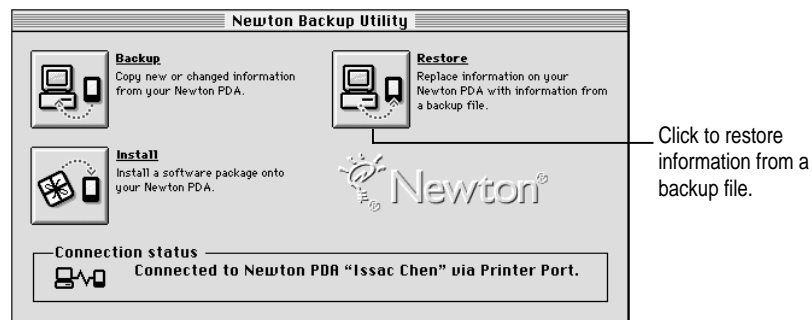 Newton Backup Utility
Backup
Copy new or changed information
from your Newton PDA.
Restore
Replace information on your
Newton PDA with information from
a backup file.
Install
Install a software package onto
your Newton PDA.
Newton®
Connection status
Connected to Newton PDA “Issac Chen” via Printer Port.
Click to restore
information from a
backup file.